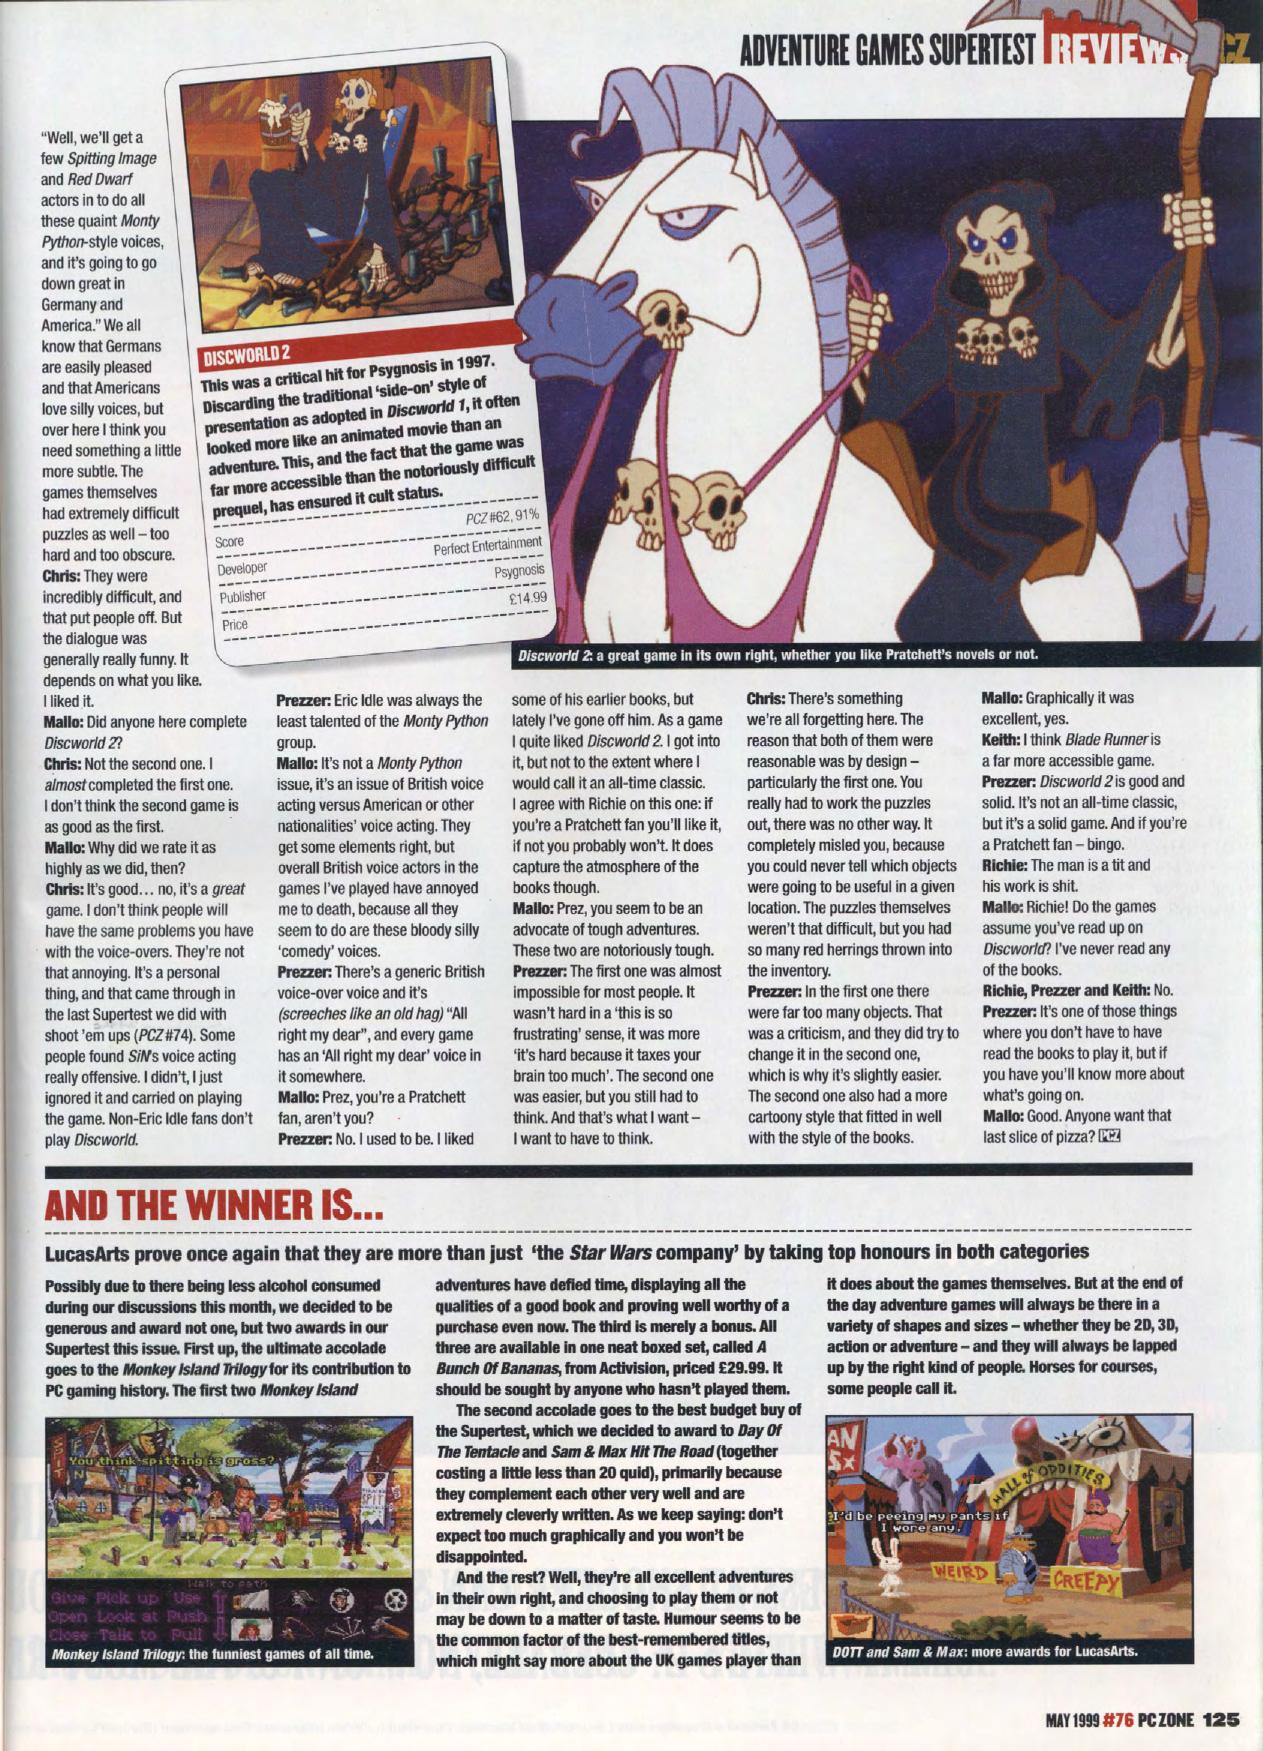 ADVENTURE GAMES SUPERTEST REVIEWS PCZ
"Well, we'll get a
few Spitting Image
and Red Dwarf
actors in to do all
these quaint Monty
Python-style voices,
and it's going to go
down great in
Germany and
America." We all
know that Germans
are easily pleased
and that Americans
love silly voices, but
over here I think you
need something a little
more subtle. The
games themselves
had extremely difficult
puzzles as well – too
hard and too obscure.
Chris: They were
incredibly difficult, and
that put people off. But
the dialogue was
generally really funny. It
depends on what you like.
I liked it.
Mallo: Did anyone here complete
Discworld 2?
Chris: Not the second one. I
almost completed the first one.
I don't think the second game is
as good as the first.
Mallo: Why did we rate it as
highly as we did, then?
Chris: It's good... no, it's a great
game. I don't think people will
have the same problems you have
with the voice-overs. They're not
that annoying. It's a personal
thing, and that came through in
the last Supertest we did with
shoot 'em ups (PCZ #74). Some
people found SiN's voice acting
really offensive. I didn't, I just
ignored it and carried on playing
the game. Non-Eric Idle fans don't
play Discworld.
DISCWORLD 2
This was a critical hit for Psygnosis in 1997.
Discarding the traditional 'side-on' style of
presentation as adopted in Discworld 1, it often
looked more like an animated movie than an
adventure. This, and the fact that the game was
far more accessible than the notoriously difficult
prequel, has ensured it cult status.
Score PCZ #62, 91%
Developer Perfect Entertainment
Publisher Psygnosis
Price £14.99
Discworld 2: a great game in its own right, whether you like Pratchett's novels or not.
Prezzer: Eric Idle was always the
least talented of the Monty Python
group.
Mallo: It's not a Monty Python
issue, it's an issue of British voice
acting versus American or other
nationalities' voice acting. They
get some elements right, but
overall British voice actors in the
games I've played have annoyed
me to death, because all they
seem to do are these bloody silly
'comedy' voices.
Prezzer: There's a generic British
voice-over voice and it's
(screeches like an old hag) "All
right my dear", and every game
has an 'All right my dear' voice in
it somewhere.
Mallo: Prez, you're a Pratchett
fan, aren't you?
Prezzer: No. I used to be. I liked
some of his earlier books, but
lately I've gone off him. As a game
I quite liked Discworld 2. I got into
it, but not to the extent where I
would call it an all-time classic.
I agree with Richie on this one: if
you're a Pratchett fan you'll like it,
if not you probably won't. It does
capture the atmosphere of the
books though.
Mallo: Prez, you seem to be an
advocate of tough adventures.
These two are notoriously tough.
Prezzer: The first one was almost
impossible for most people. It
wasn't hard in a 'this is so
frustrating' sense, it was more
'it's hard because it taxes your
brain too much'. The second one
was easier, but you still had to
think. And that's what I want –
I want to have to think.
Chris: There's something
we're all forgetting here. The
reason that both of them were
reasonable was by design –
particularly the first one. You
really had to work the puzzles
out, there was no other way. It
completely misled you, because
you could never tell which objects
were going to be useful in a given
location. The puzzles themselves
weren't that difficult, but you had
so many red herrings thrown into
the inventory.
Prezzer: In the first one there
were far too many objects. That
was a criticism, and they did try to
change it in the second one,
which is why it's slightly easier.
The second one also had a more
cartoony style that fitted in well
with the style of the books.
Mallo: Graphically it was
excellent, yes.
Keith: I think Blade Runner is
a far more accessible game.
Prezzer: Discworld 2 is good and
solid. It's not an all-time classic,
but it's a solid game. And if you're
a Pratchett fan – bingo.
Richie: The man is a tit and
his work is shit.
Mallo: Richie! Do the games
assume you've read up on
Discworld? I've never read any
of the books.
Richie, Prezzer and Keith: No.
Prezzer: It's one of those things
where you don't have to have
read the books to play it, but if
you have you'll know more about
what's going on.
Mallo: Good. Anyone want that
last slice of pizza? PCZ
AND THE WINNER IS...
LucasArts prove once again that they are more than just 'the Star Wars company' by taking top honours in both categories
Possibly due to there being less alcohol consumed
during our discussions this month, we decided to be
generous and award not one, but two awards in our
Supertest this issue. First up, the ultimate accolade
goes to the Monkey Island Trilogy for its contribution to
PC gaming history. The first two Monkey Island
SPIT
You think spitting is gross?
SPIT
Walk to path
Give Pick up Use
Open Look at Push
Close Talk to Pull
Monkey Island Trilogy: the funniest games of all time.
adventures have defied time, displaying all the
qualities of a good book and proving well worthy of a
purchase even now. The third is merely a bonus. All
three are available in one neat boxed set, called A
Bunch Of Bananas, from Activision, priced £29.99. It
should be sought by anyone who hasn't played them.
The second accolade goes to the best budget buy of
the Supertest, which we decided to award to Day Of
The Tentacle and Sam & Max Hit The Road (together
costing a little less than 20 quid), primarily because
they complement each other very well and are
extremely cleverly written. As we keep saying: don't
expect too much graphically and you won't be
disappointed.
And the rest? Well, they're all excellent adventures
in their own right, and choosing to play them or not
may be down to a matter of taste. Humour seems to be
the common factor of the best-remembered titles,
which might say more about the UK games player than
it does about the games themselves. But at the end of
the day adventure games will always be there in a
variety of shapes and sizes – whether they be 2D, 3D,
action or adventure – and they will always be lapped
up by the right kind of people. Horses for courses,
some people call it.
HALL of ODDITIES
I'd be peeing my pants if
I wore any.
WEIRD
CREEPY
DOTT and Sam & Max: more awards for LucasArts.
MAY 1999 #76 PC ZONE 125